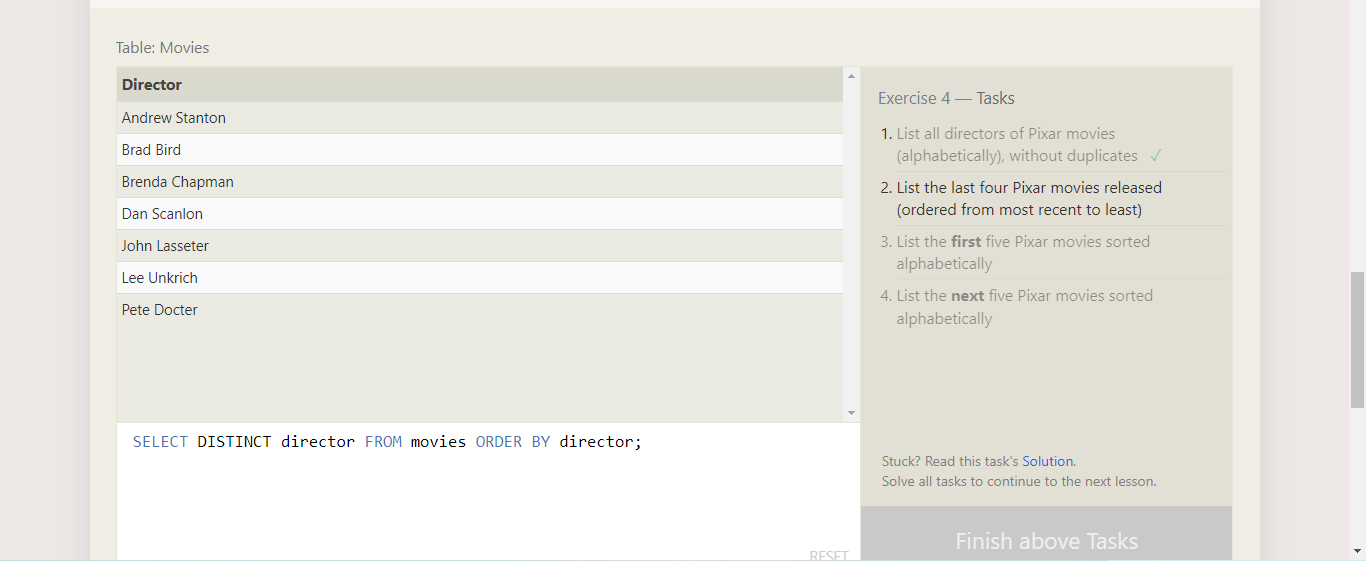 Table: Movies
Director
Andrew Stanton
Brad Bird
Brenda Chapman
Dan Scanlon
John Lasseter
Lee Unkrich
Pete Docter
SELECT DISTINCT director FROM movies ORDER BY director;
RESET
Exercise 4 — Tasks
1. List all directors of Pixar movies
(alphabetically), without duplicates ✓
2. List the last four Pixar movies released
(ordered from most recent to least)
3. List the first five Pixar movies sorted
alphabetically
4. List the next five Pixar movies sorted
alphabetically
Stuck? Read this task's Solution.
Solve all tasks to continue to the next lesson.
Finish above Tasks